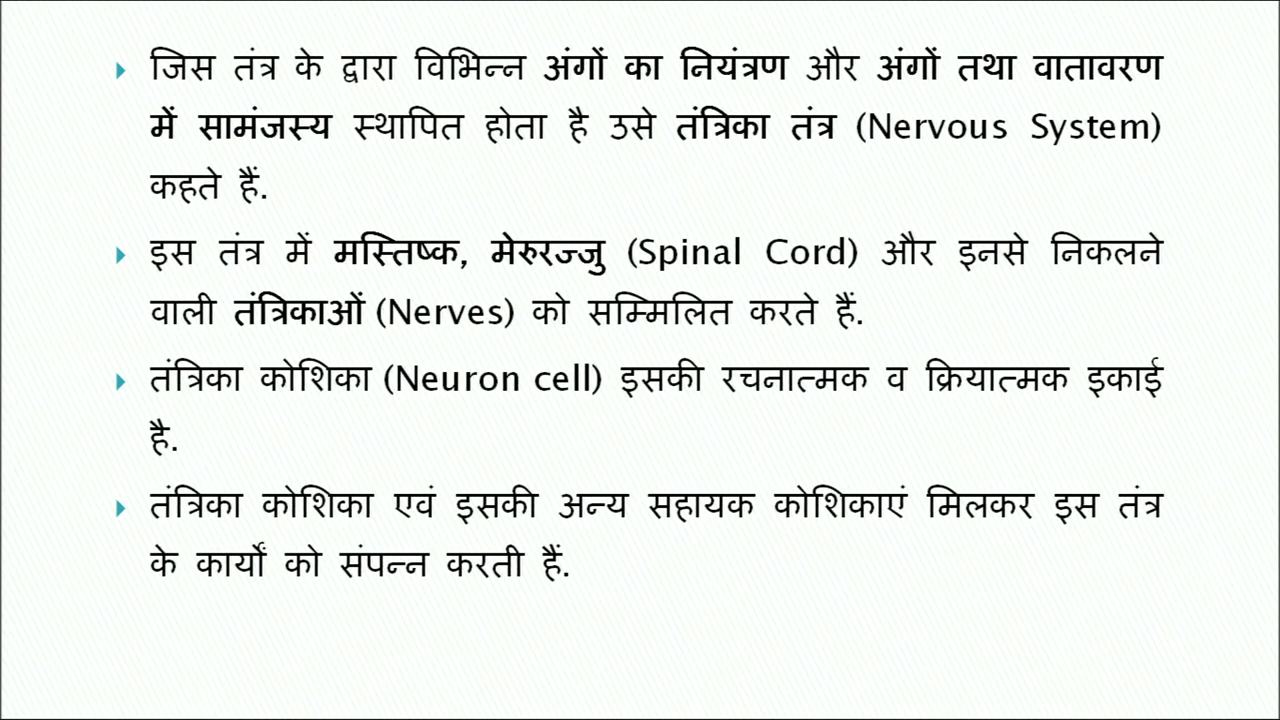 जिस तंत्र के द्वारा विभिन्न अंगों का नियंत्रण और अंगों तथा वातावरण
में सामंजस्य स्थापित होता है उसे तंत्रिका तंत्र (Nervous System)
कहते हैं.
इस तंत्र में मस्तिष्क, मेरुरज्जु (Spinal Cord) और इनसे निकलने
वाली तंत्रिकाओं (Nerves) को सम्मिलित करते हैं.
तंत्रिका कोशिका (Neuron cell) इसकी रचनात्मक व क्रियात्मक इकाई
है.
तंत्रिका कोशिका एवं इसकी अन्य सहायक कोशिकाएं मिलकर इस तंत्र
के कार्यों को संपन्न करती हैं.